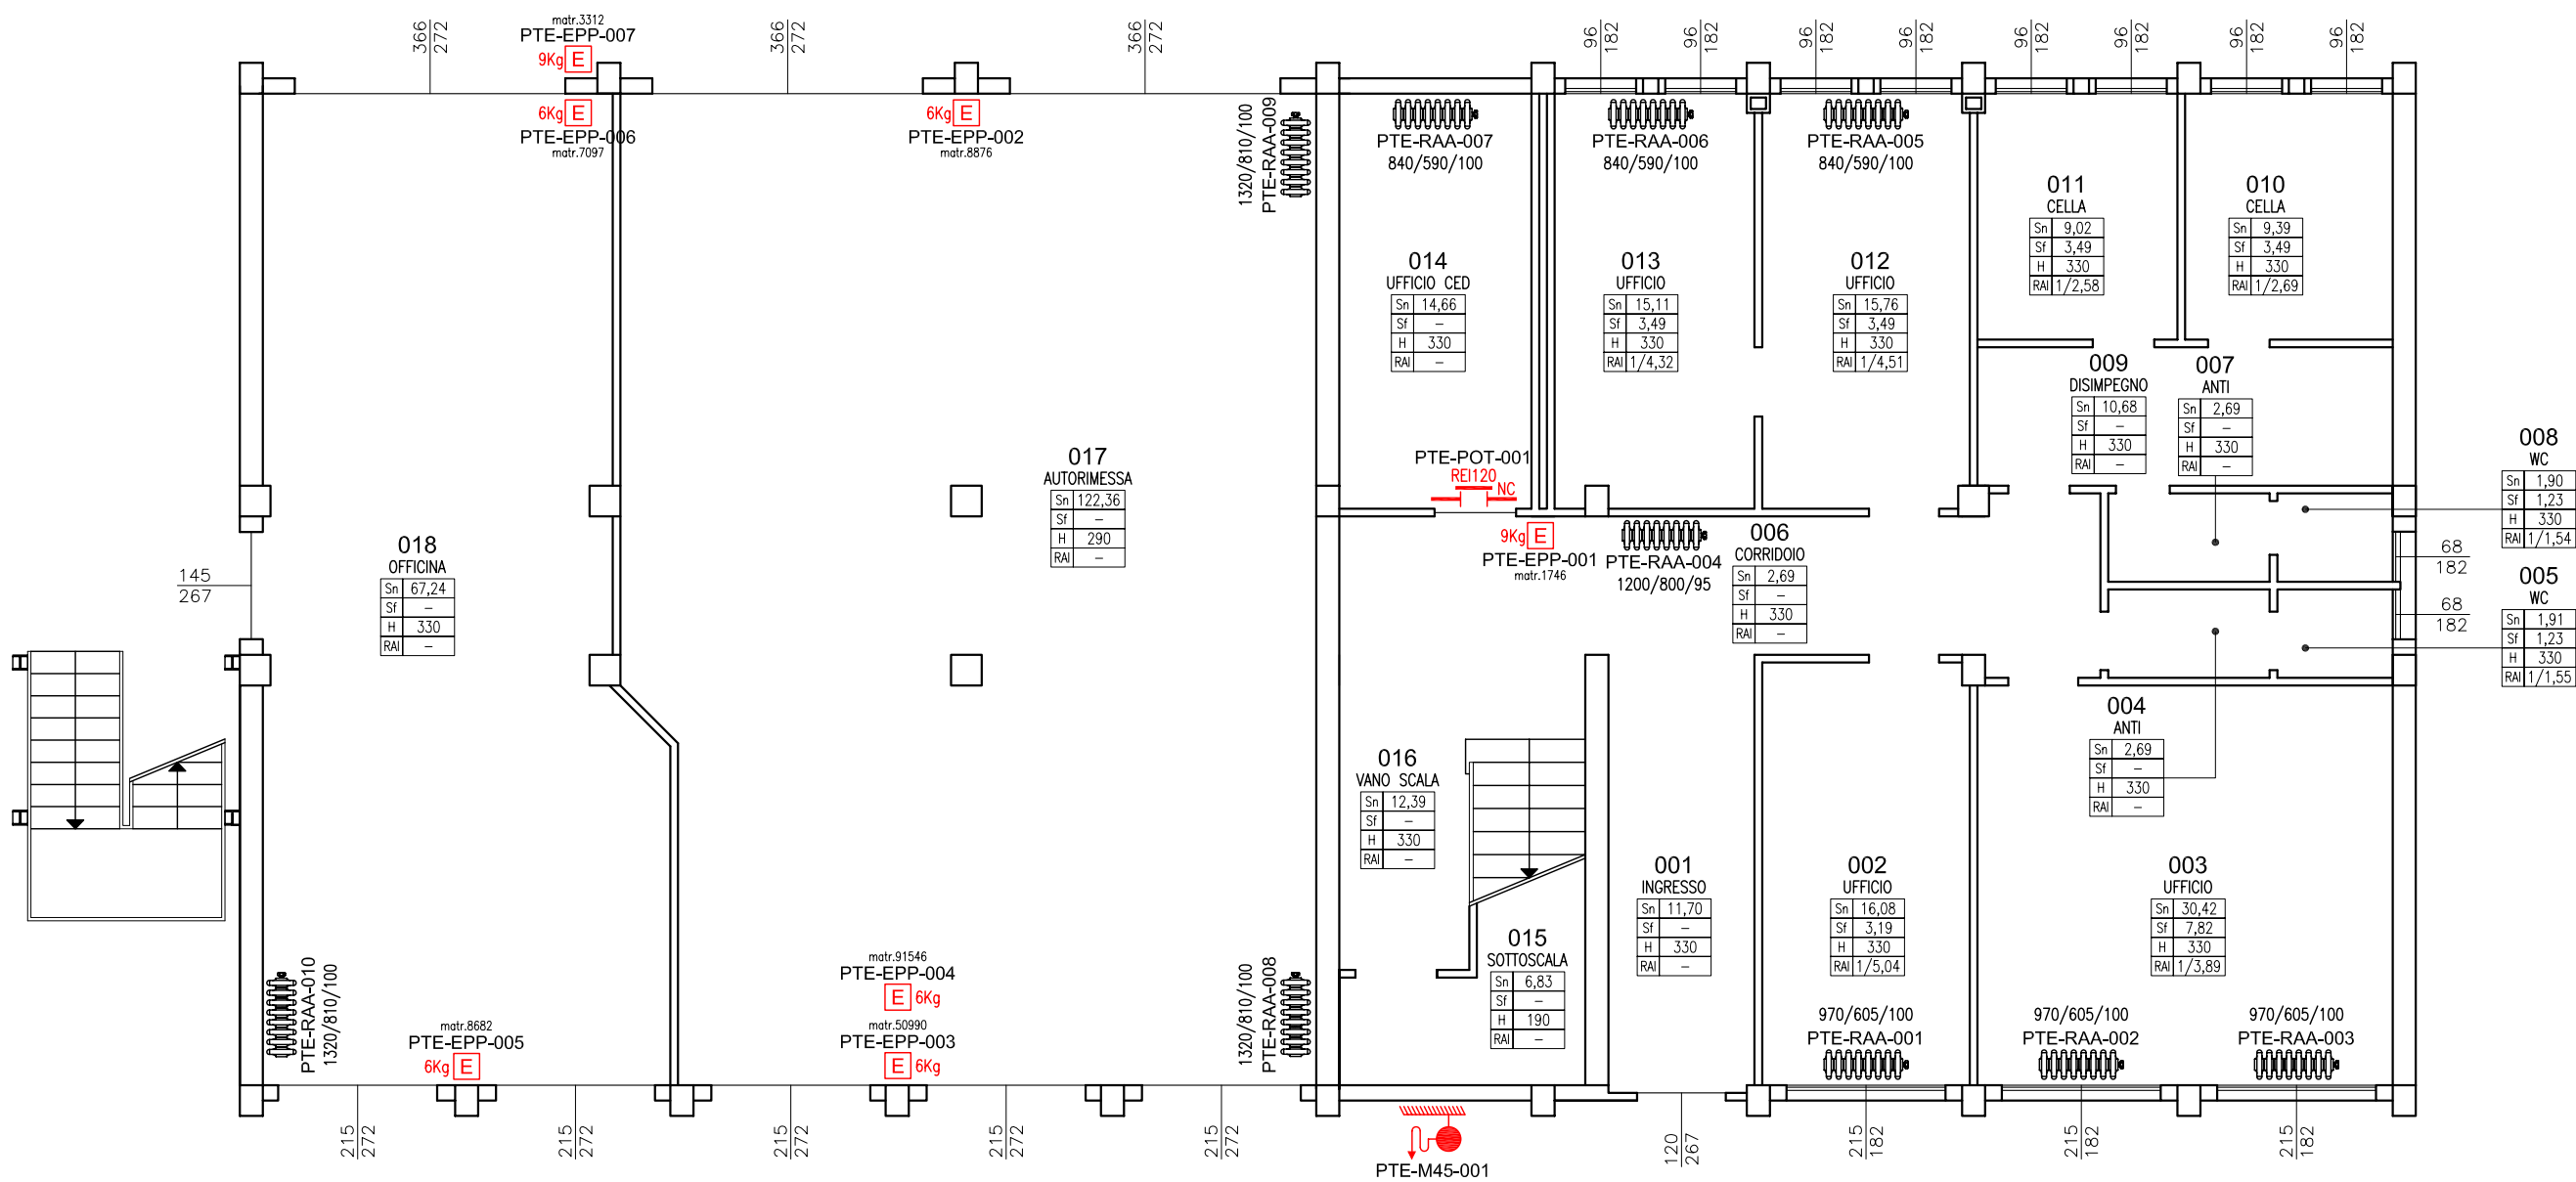 366
272
matr.3312
PTE-EPP-007
9Kg E
366
272
366
272
96
182
96
182
96
182
96
182
96
182
96
182
96
182
96
182
6Kg E
PTE-EPP-006
matr.7097
6Kg E
PTE-EPP-002
matr.8876
1320/810/100
PTE-RAA-009
PTE-RAA-007
840/590/100
PTE-RAA-006
840/590/100
PTE-RAA-005
840/590/100
011
CELLA
Sn 9,02
Sf 3,49
H 330
RAI 1/2,58
010
CELLA
Sn 9,39
Sf 3,49
H 330
RAI 1/2,69
014
UFFICIO CED
Sn 14,66
Sf –
H 330
RAI –
013
UFFICIO
Sn 15,11
Sf 3,49
H 330
RAI 1/4,32
012
UFFICIO
Sn 15,76
Sf 3,49
H 330
RAI 1/4,51
009
DISIMPEGNO
Sn 10,68
Sf –
H 330
RAI –
007
ANTI
Sn 2,69
Sf –
H 330
RAI –
008
WC
Sn 1,90
Sf 1,23
H 330
RAI 1/1,54
017
AUTORIMESSA
Sn 122,36
Sf –
H 290
RAI –
PTE-POT-001
REI120
NC
9Kg E
PTE-EPP-001
matr.1746
PTE-RAA-004
1200/800/95
006
CORRIDOIO
Sn 2,69
Sf –
H 330
RAI –
018
OFFICINA
Sn 67,24
Sf –
H 330
RAI –
145
267
68
182
68
182
005
WC
Sn 1,91
Sf 1,23
H 330
RAI 1/1,55
004
ANTI
Sn 2,69
Sf –
H 330
RAI –
016
VANO SCALA
Sn 12,39
Sf –
H 330
RAI –
001
INGRESSO
Sn 11,70
Sf –
H 330
RAI –
002
UFFICIO
Sn 16,08
Sf 3,19
H 330
RAI 1/5,04
003
UFFICIO
Sn 30,42
Sf 7,82
H 330
RAI 1/3,89
015
SOTTOSCALA
Sn 6,83
Sf –
H 190
RAI –
PTE-RAA-010
1320/810/100
matr.8682
PTE-EPP-005
6Kg E
matr.91546
PTE-EPP-004
E 6Kg
matr.50990
PTE-EPP-003
E 6Kg
1320/810/100
PTE-RAA-008
970/605/100
PTE-RAA-001
970/605/100
PTE-RAA-002
970/605/100
PTE-RAA-003
215
272
215
272
215
272
215
272
215
272
PTE-M45-001
120
267
215
182
215
182
215
182